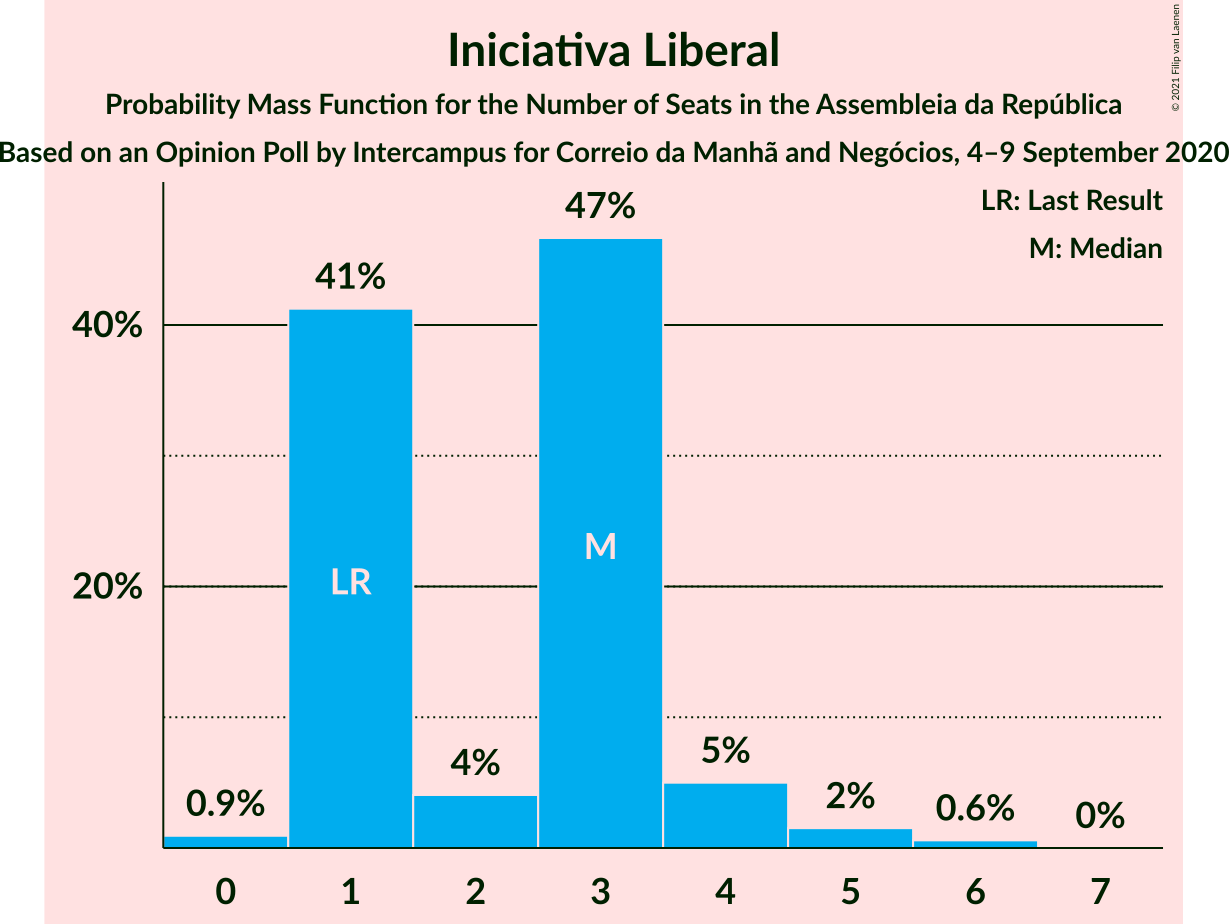 Iniciativa Liberal
Probability Mass Function for the Number of Seats in the Assembleia da República
Based on an Opinion Poll by Intercampus for Correio da Manhã and Negócios, 4–9 September 2020
© 2021 Filip van Laenen
LR: Last Result
M: Median
47%
41%
40%
M
LR
20%
5%
4%
2%
0.9%
0.6%
0%
0 1 2 3 4 5 6 7